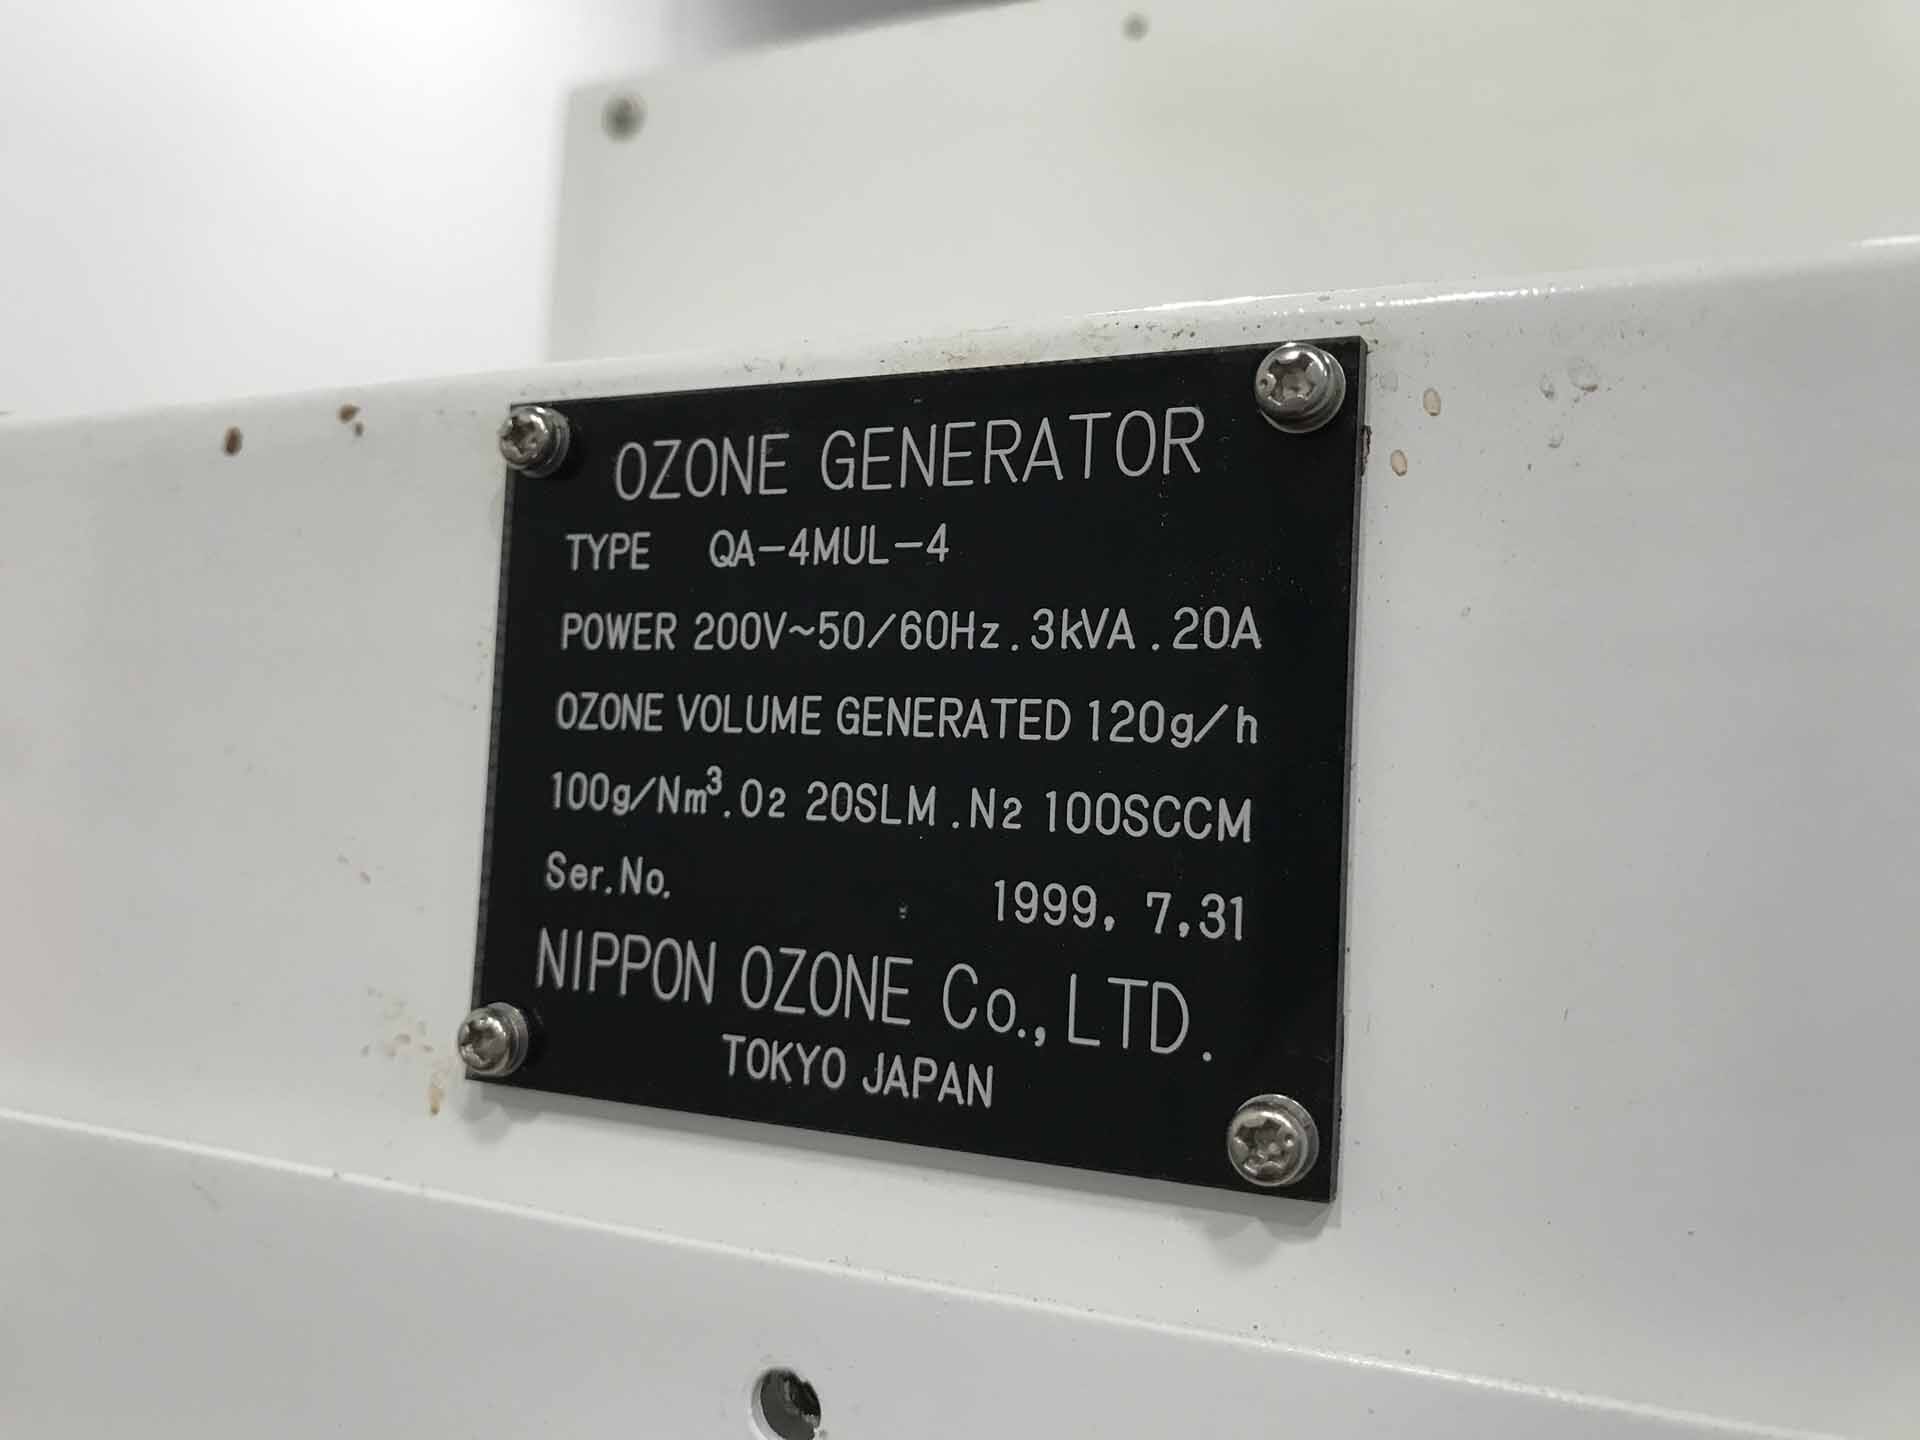 OZONE GENERATOR
TYPE QA-4MUL-4
POWER 200V~50/60Hz.3kVA.20A
OZONE VOLUME GENERATED 120g/h
100g/Nm³.O2 20SLM.N2 100SCCM
Ser.No. 1999, 7,31
NIPPON OZONE Co.,LTD.
TOKYO JAPAN